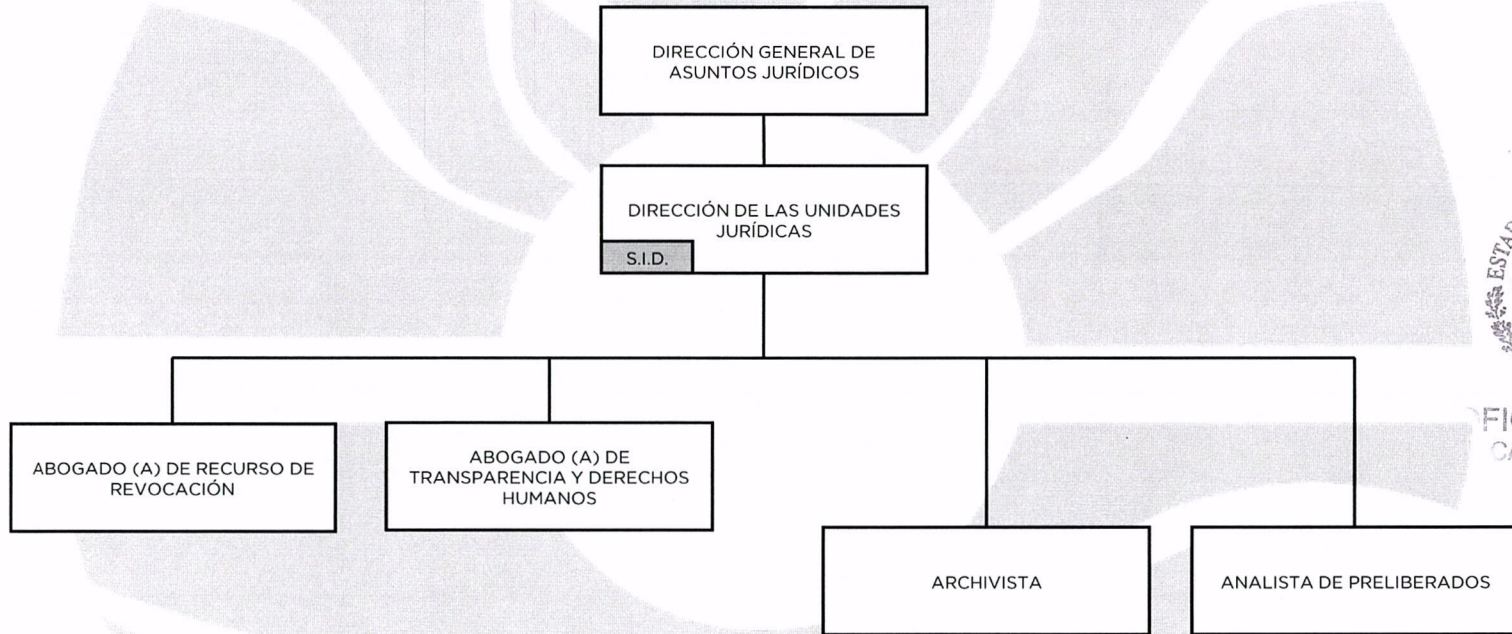 DIRECCIÓN GENERAL DE
ASUNTOS JURÍDICOS
DIRECCIÓN DE LAS UNIDADES
JURÍDICAS
S.I.D.
ABOGADO (A) DE RECURSO DE
REVOCACIÓN
ABOGADO (A) DE
TRANSPARENCIA Y DERECHOS
HUMANOS
ARCHIVISTA
ANALISTA DE PRELIBERADOS